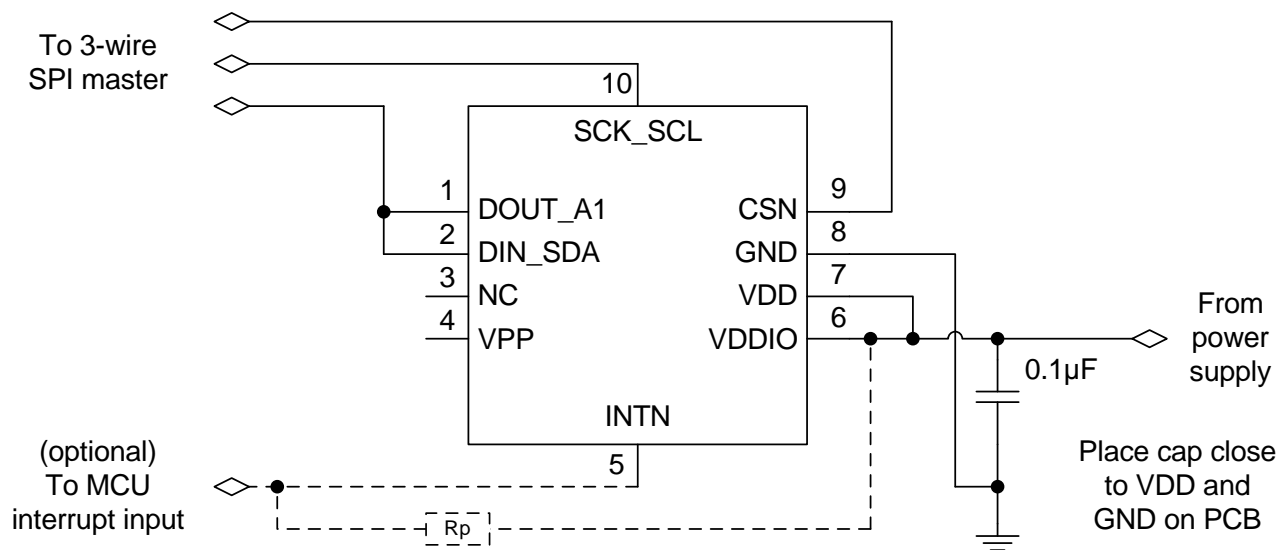 To 3-wire
SPI master
10
SCK_SCL
1
DOUT_A1
2
DIN_SDA
3
NC
4
VPP
9
CSN
8
GND
7
VDD
6
VDDIO
INTN
5
From
power
supply
0.1µF
Place cap close
to VDD and
GND on PCB
(optional)
To MCU
interrupt input
Rp